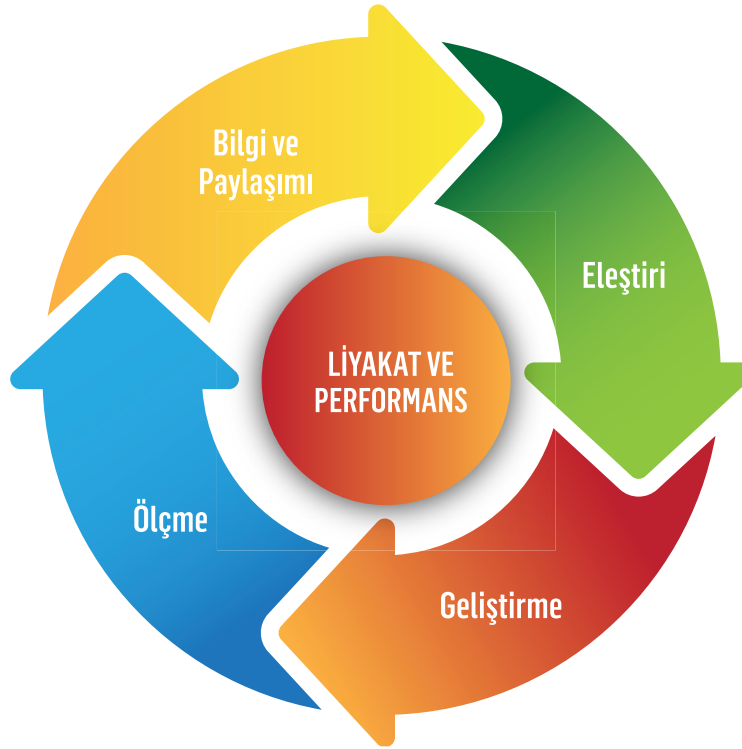 Bilgi ve
Paylaşımı
Eleştiri
LİYAKAT VE
PERFORMANS
Ölçme
Geliştirme